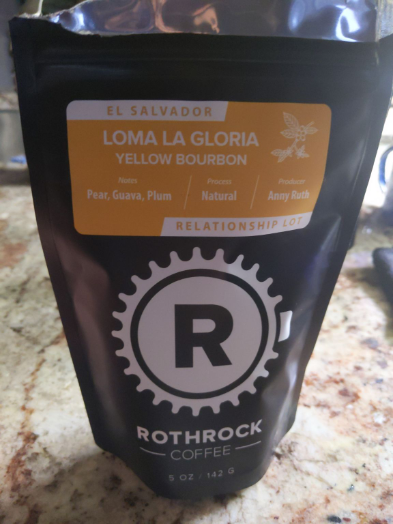 EL SALVADOR
LOMA LA GLORIA
YELLOW BOURBON
Notes Process Producer
Pear, Guava, Plum Natural Anny Ruth
RELATIONSHIP LOT
R
ROTHROCK
COFFEE
5 OZ / 142 G